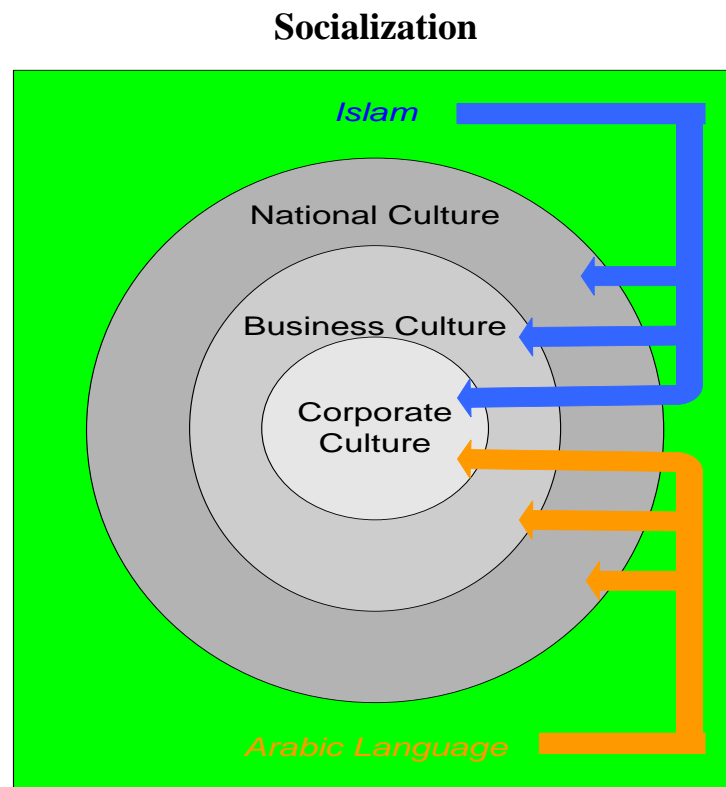 Socialization
Islam
National Culture
Business Culture
Corporate
Culture
Arabic Language